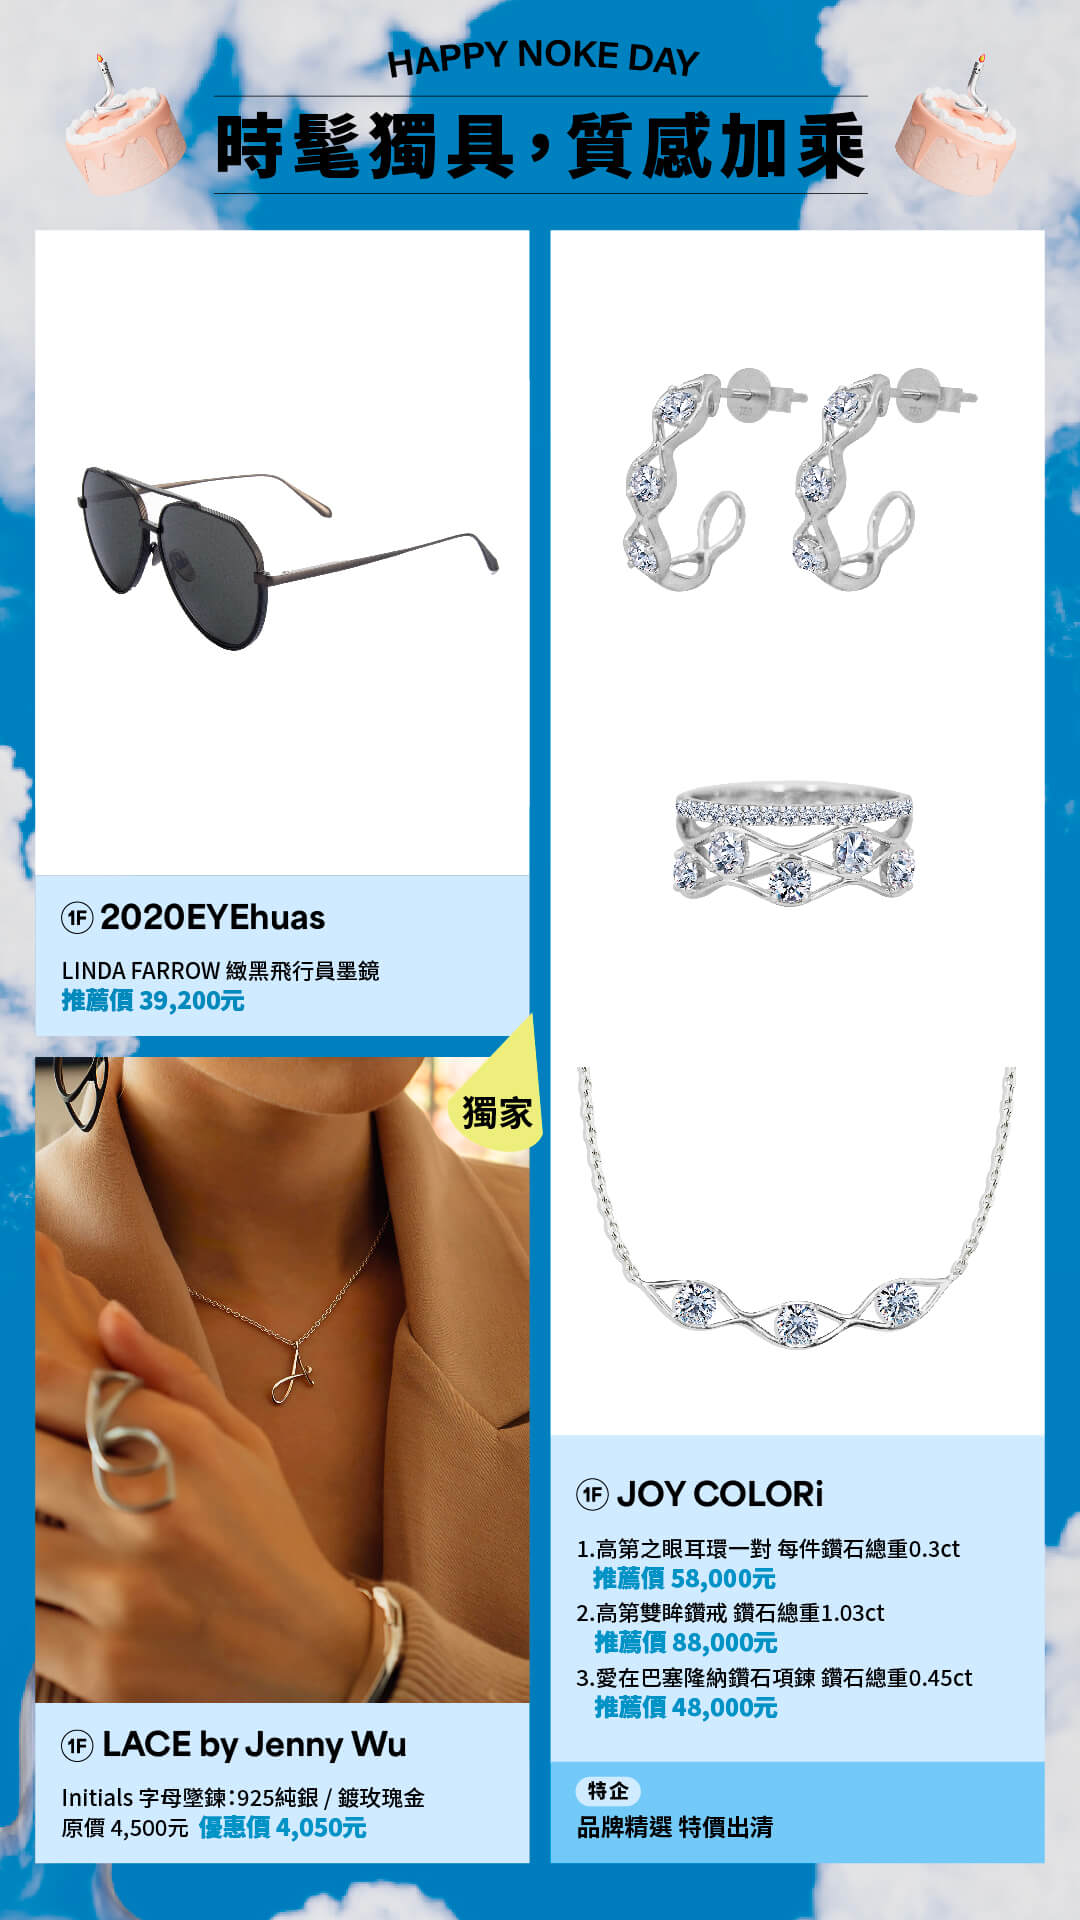 HAPPY NOKE DAY
時髦獨具，質感加乘
1F 2020EYEhuas
LINDA FARROW 緻黑飛行員墨鏡
推薦價 39,200元
獨家
1F LACE by Jenny Wu
Initials 字母墜鍊：925純銀 / 鍍玫瑰金
原價 4,500元 優惠價 4,050元
1F JOY COLORi
1.高第之眼耳環一對 每件鑽石總重0.3ct
推薦價 58,000元
2.高第雙眸鑽戒 鑽石總重1.03ct
推薦價 88,000元
3.愛在巴塞隆納鑽石項鍊 鑽石總重0.45ct
推薦價 48,000元
特企
品牌精選 特價出清